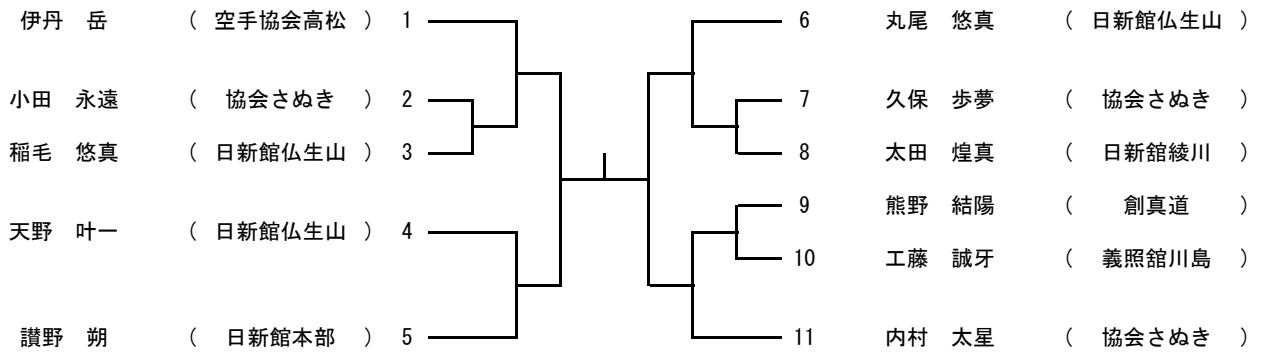 伊丹 岳 ( 空手協会高松 ) 1
小田 永遠 ( 協会さぬき ) 2
稲毛 悠真 ( 日新館仏生山 ) 3
天野 叶一 ( 日新館仏生山 ) 4
讃野 朔 ( 日新館本部 ) 5
6 丸尾 悠真 ( 日新館仏生山 )
7 久保 歩夢 ( 協会さぬき )
8 太田 煌真 ( 日新舘綾川 )
9 熊野 結陽 ( 創真道 )
10 工藤 誠牙 ( 義照舘川島 )
11 内村 太星 ( 協会さぬき )